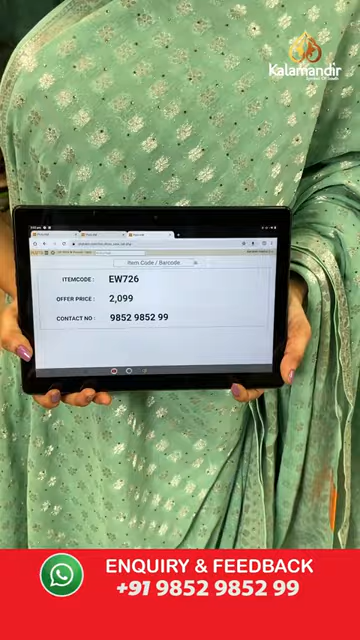 Kalamandir
Item Code / Barcode
ITEMCODE : EW726
OFFER PRICE : 2,099
CONTACT NO : 9852 9852 99
ENQUIRY & FEEDBACK
+91 9852 9852 99